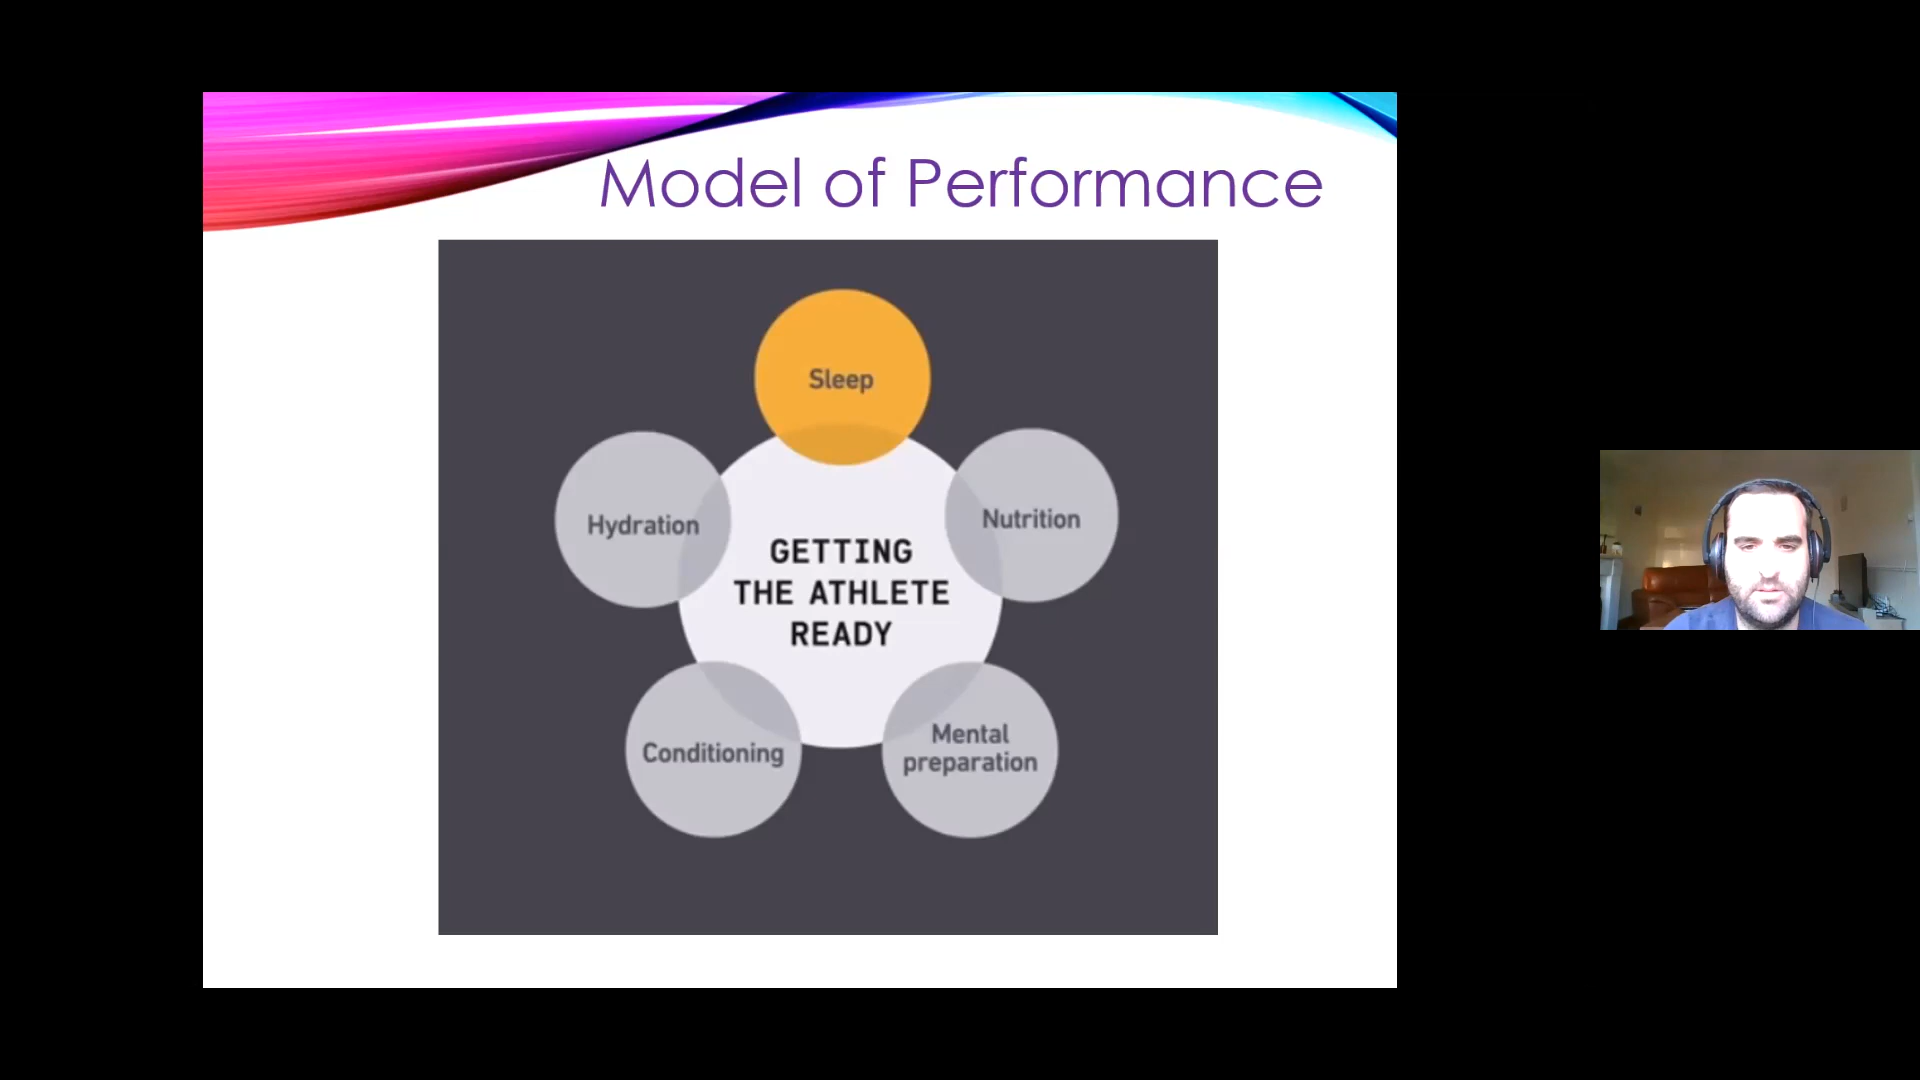 Model of Performance
Sleep
Hydration
Nutrition
GETTING
THE ATHLETE
READY
Conditioning
Mental
preparation